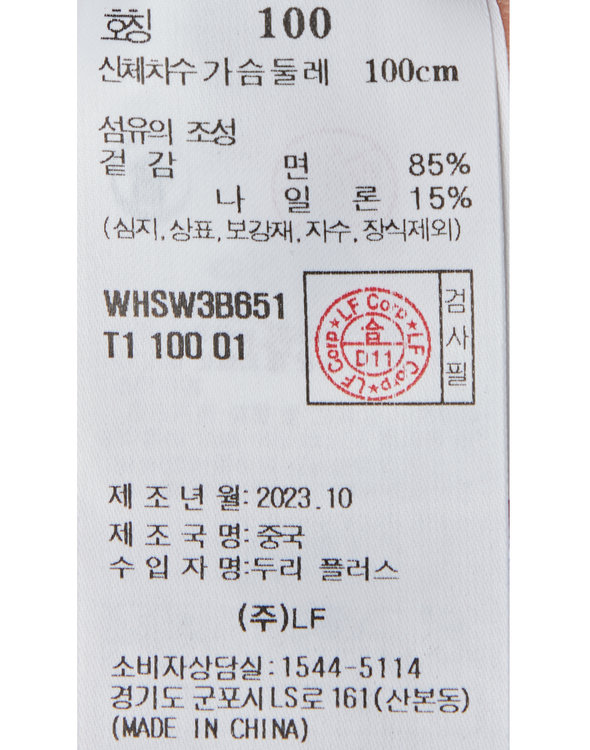 호칭 100
신체치수 가슴둘레 100cm
섬유의 조성
겉감 면 85%
나일론 15%
(심지,상표,보강재,자수,장식제외)
WHSW3B651
T1 100 01
LF Corp★LF Corp★LF Corp★
合
D11
검사필
제조년월:2023.10
제조국명:중국
수입자명:두리 플러스
(주)LF
소비자상담실:1544-5114
경기도 군포시 LS로 161(산본동)
(MADE IN CHINA)